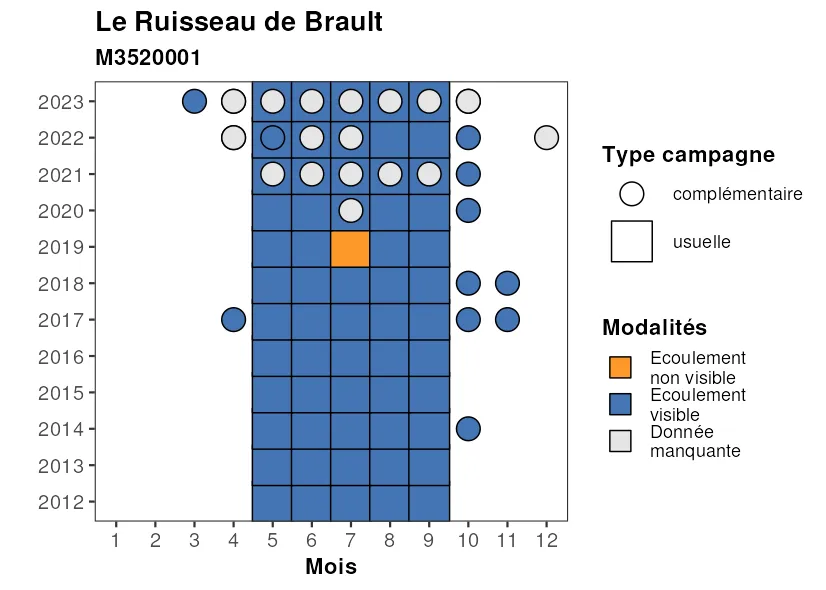 Le Ruisseau de Brault
M3520001
2023
2022
2021
2020
2019
2018
2017
2016
2015
2014
2013
2012
1 2 3 4 5 6 7 8 9 10 11 12
Mois
Type campagne
complémentaire
usuelle
Modalités
Ecoulement
non visible
Ecoulement
visible
Donnée
manquante